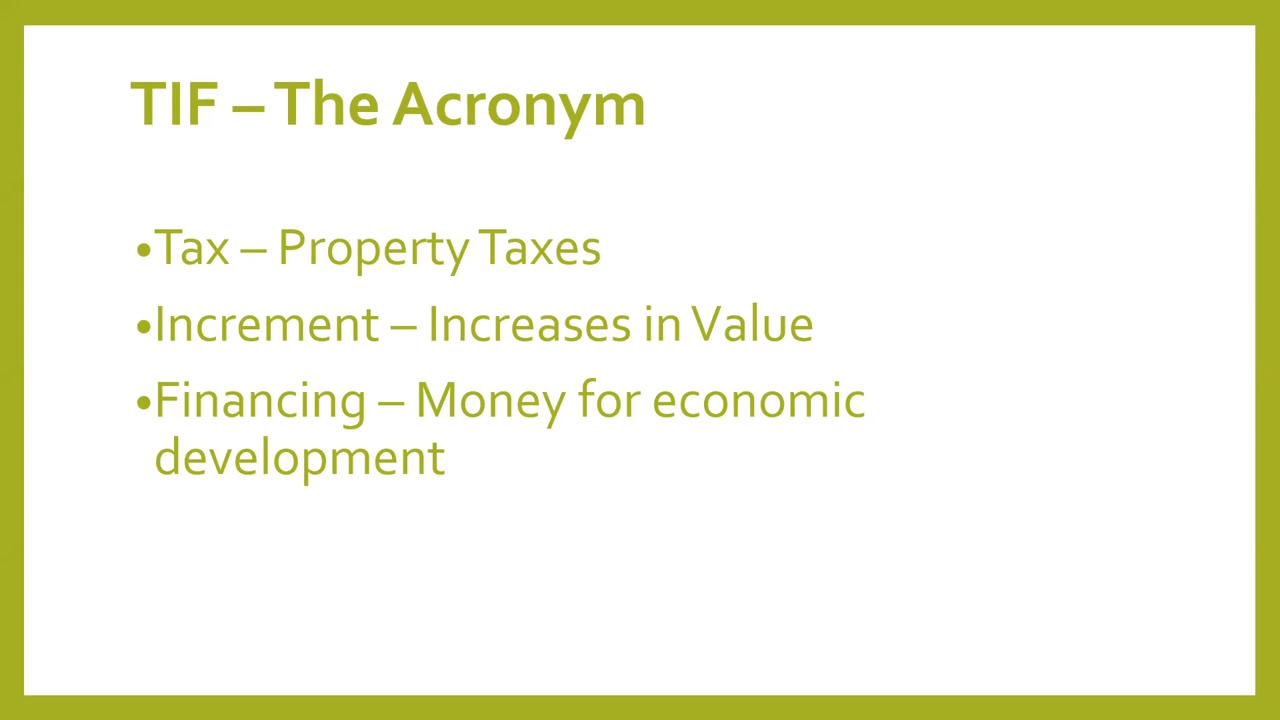 TIF – The Acronym
•Tax – Property Taxes
•Increment – Increases in Value
•Financing – Money for economic
development